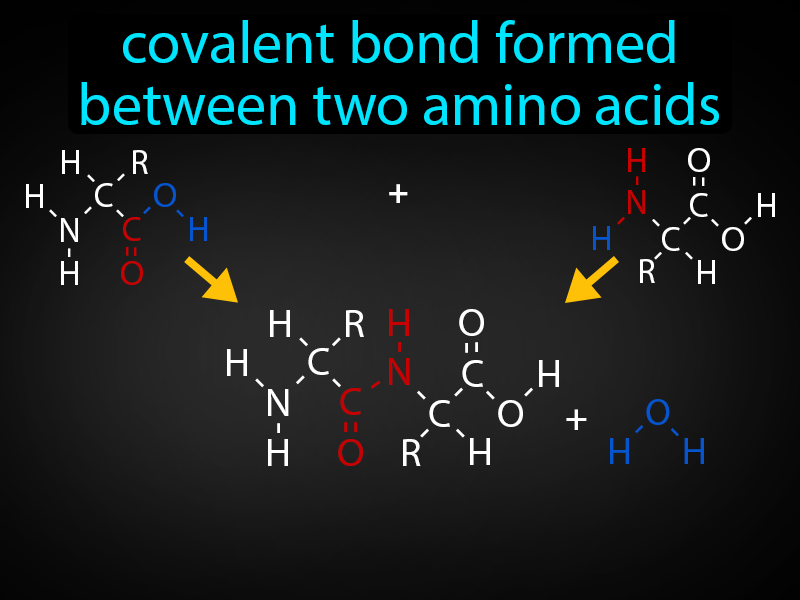 covalent bond formed
between two amino acids
H R H O
H C O + N C H
N C H H C O
H O R H
H R H O
H C N C H
N C C O + O
H O R H H H